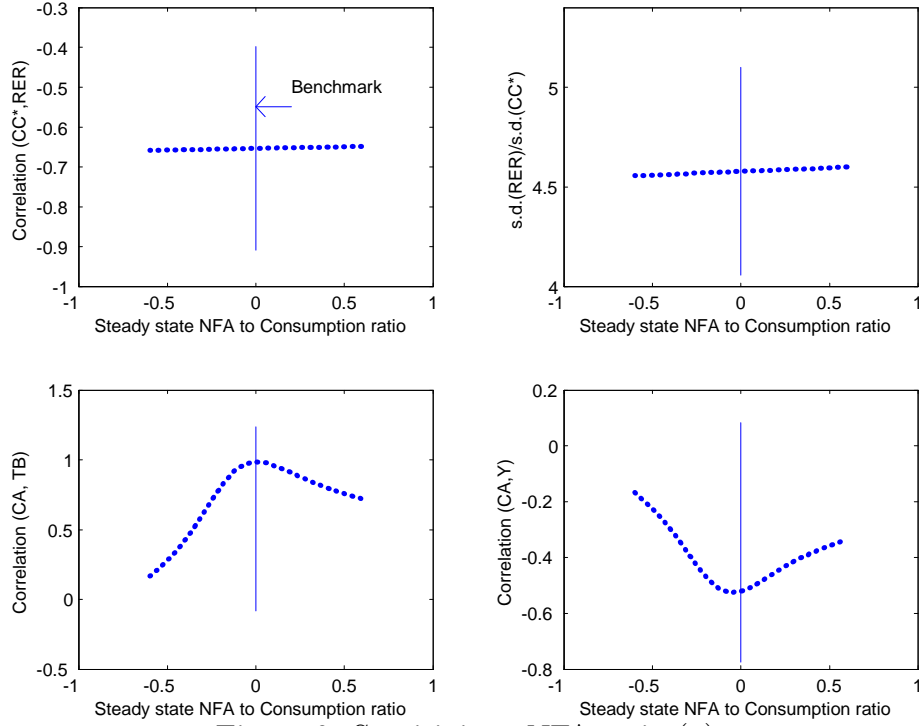 -0.3
-0.4
-0.5
-0.6
-0.7
-0.8
-0.9
-1
-1 -0.5 0 0.5 1
Correlation (CC*,RER)
Benchmark
Steady state NFA to Consumption ratio
5
4.5
4
-1 -0.5 0 0.5 1
s.d.(RER)/s.d.(CC*)
Steady state NFA to Consumption ratio
1.5
1
0.5
0
-0.5
-1 -0.5 0 0.5 1
Correlation (CA, TB)
Steady state NFA to Consumption ratio
0.2
0
-0.2
-0.4
-0.6
-0.8
-1 -0.5 0 0.5 1
Correlation (CA,Y)
Steady state NFA to Consumption ratio